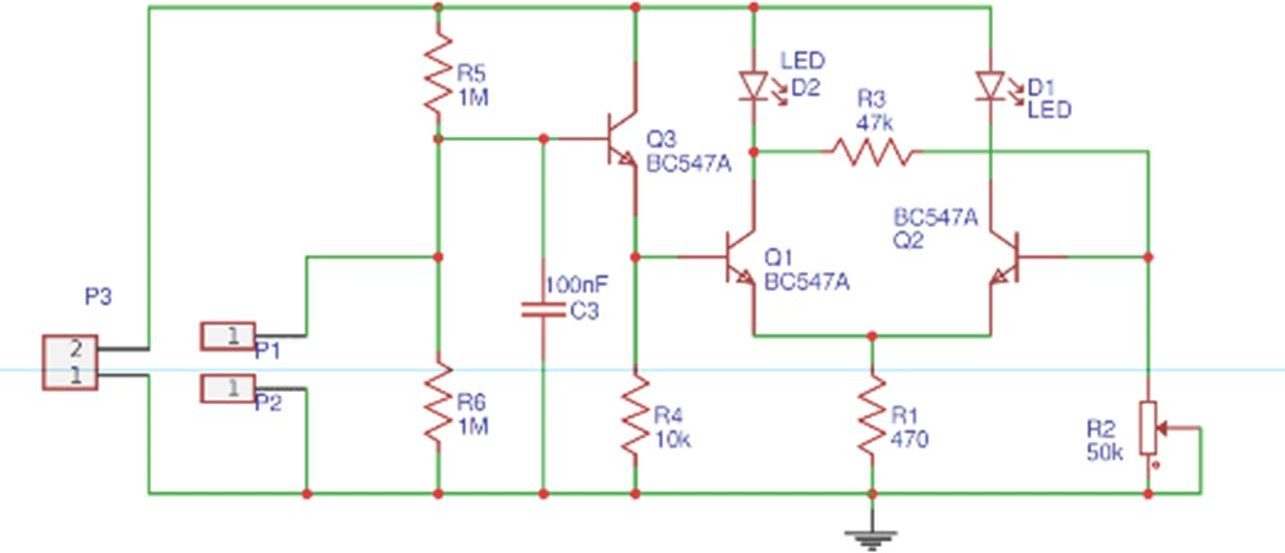 R5
1M
LED
D2
R3
47k
D1
LED
Q3
BC547A
BC547A
Q2
Q1
BC547A
100nF
C3
P3
2
1
1
P1
1
P2
R6
1M
R4
10k
R1
470
R2
50k